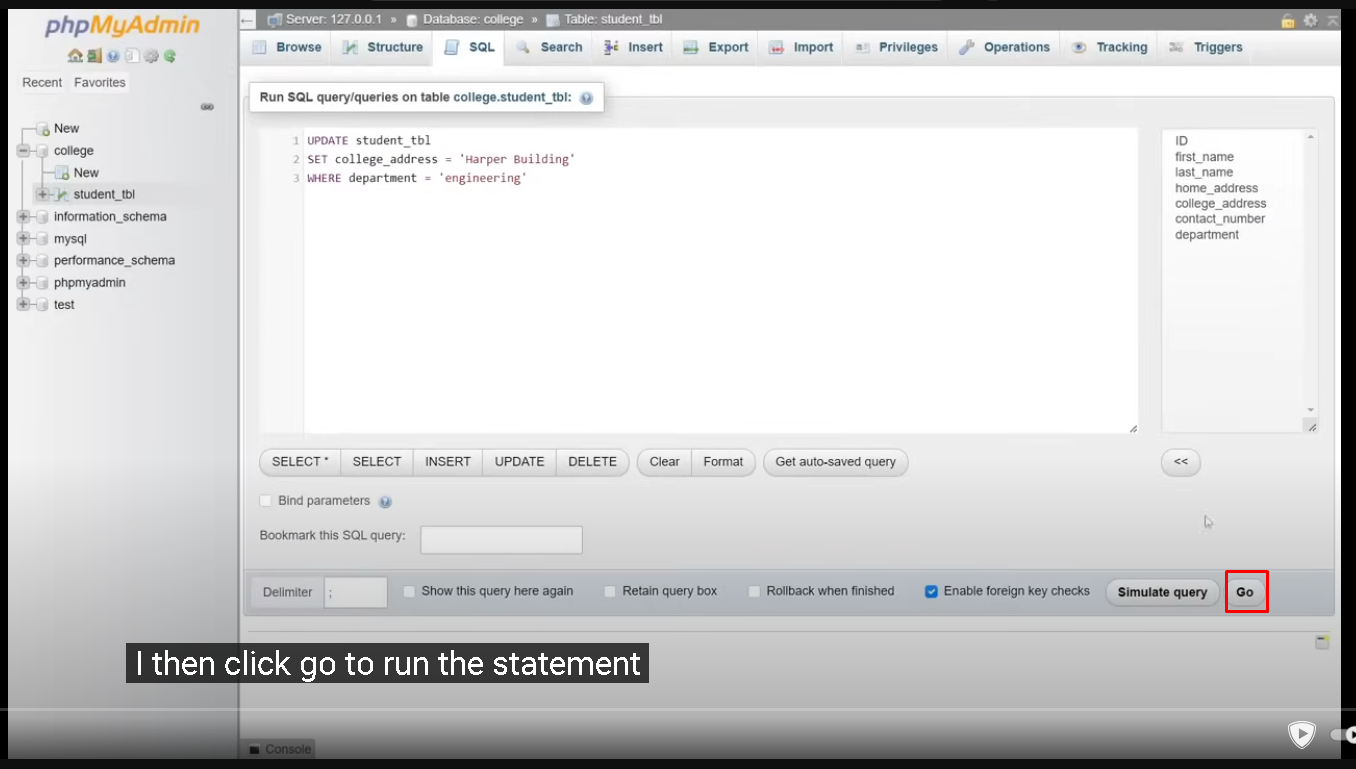 phpMyAdmin
Recent Favorites
New
college
New
student_tbl
information_schema
mysql
performance_schema
phpmyadmin
test
Server: 127.0.0.1 » Database: college » Table: student_tbl
Browse Structure SQL Search Insert Export Import Privileges Operations Tracking Triggers
Run SQL query/queries on table college.student_tbl:
1 UPDATE student_tbl
2 SET college_address = 'Harper Building'
3 WHERE department = 'engineering'
ID
first_name
last_name
home_address
college_address
contact_number
department
SELECT * SELECT INSERT UPDATE DELETE Clear Format Get auto-saved query <<
Bind parameters
Bookmark this SQL query:
Delimiter ; Show this query here again Retain query box Rollback when finished Enable foreign key checks Simulate query Go
I then click go to run the statement
Console